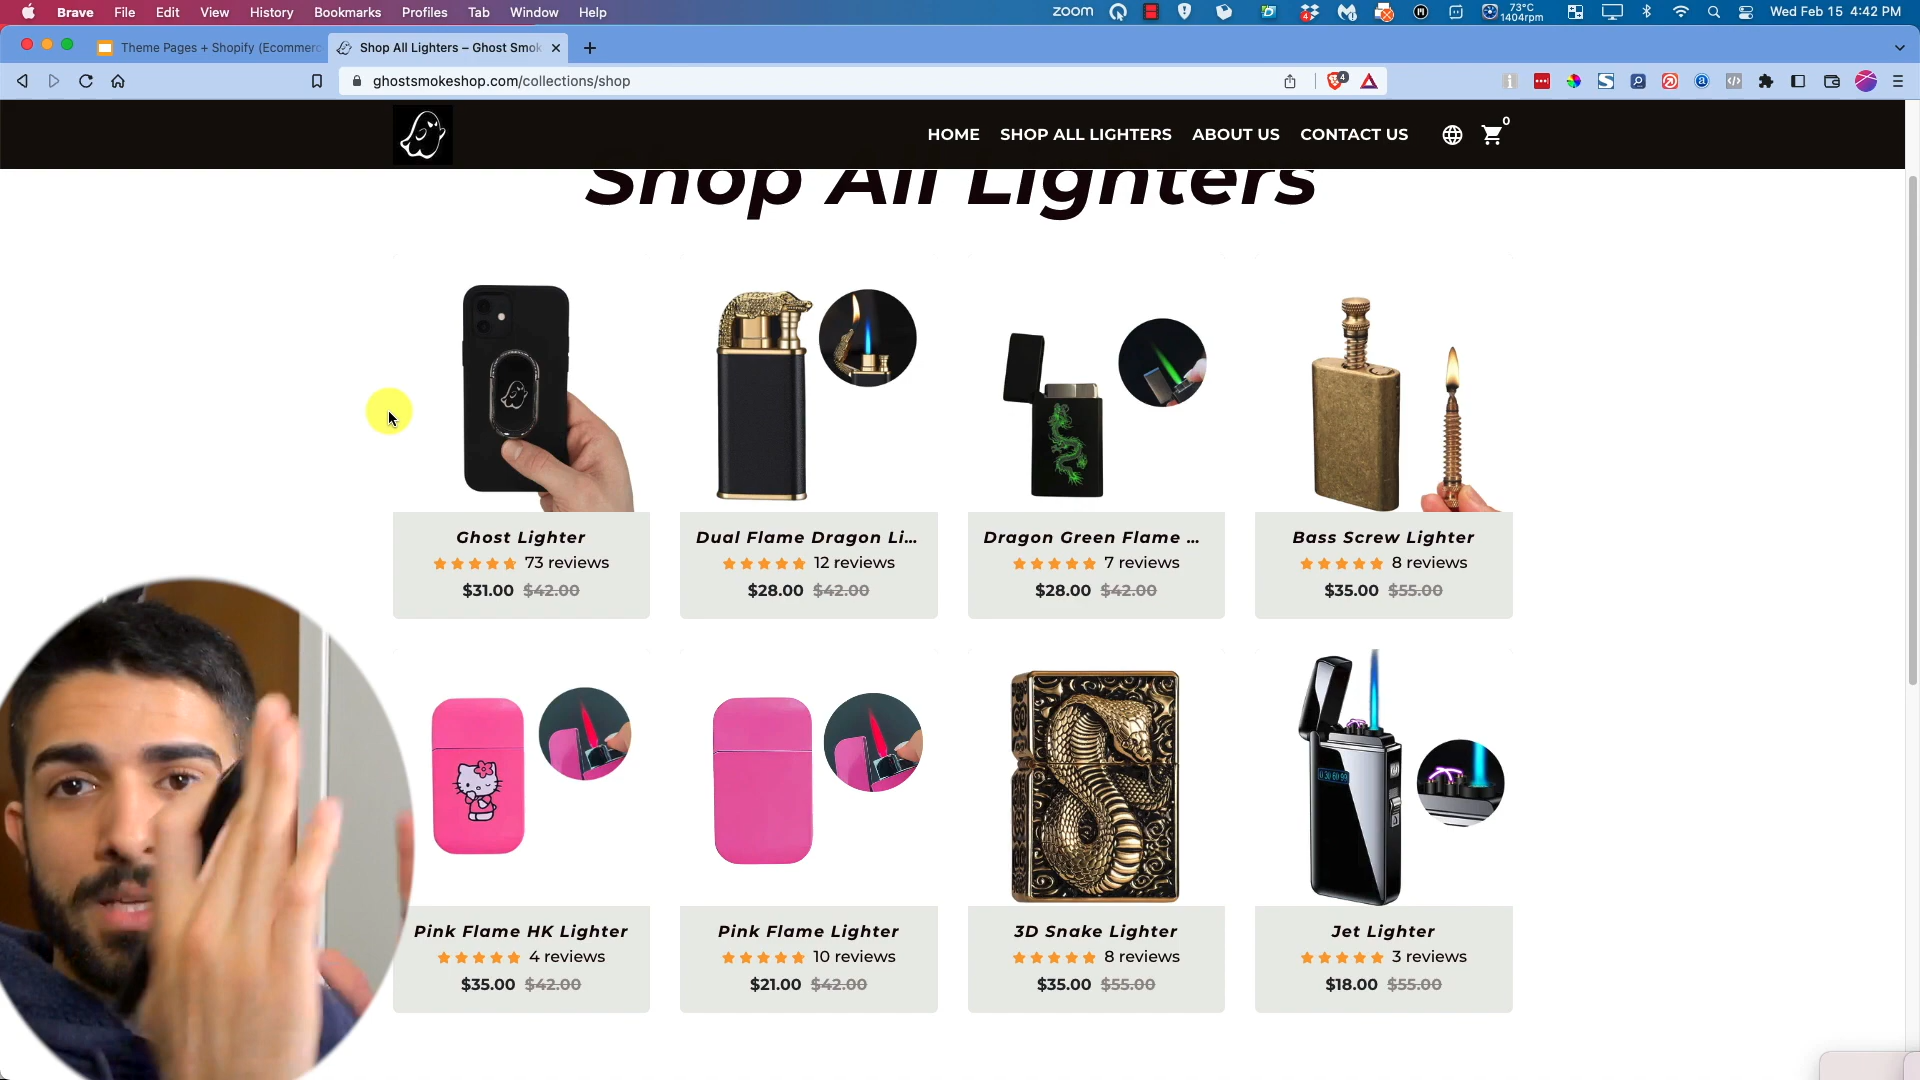 Brave File Edit View History Bookmarks Profiles Tab Window Help zoom 73°C 1404rpm Wed Feb 15 4:42 PM
Theme Pages + Shopify (Ecommerc Shop All Lighters – Ghost Smok
ghostsmokeshop.com/collections/shop 4
HOME SHOP ALL LIGHTERS ABOUT US CONTACT US 0
Shop All Lighters
Ghost Lighter
73 reviews
$31.00 $42.00
Dual Flame Dragon Li...
12 reviews
$28.00 $42.00
Dragon Green Flame ...
7 reviews
$28.00 $42.00
Bass Screw Lighter
8 reviews
$35.00 $55.00
Pink Flame HK Lighter
4 reviews
$35.00 $42.00
Pink Flame Lighter
10 reviews
$21.00 $42.00
3D Snake Lighter
8 reviews
$35.00 $55.00
Jet Lighter
3 reviews
$18.00 $55.00